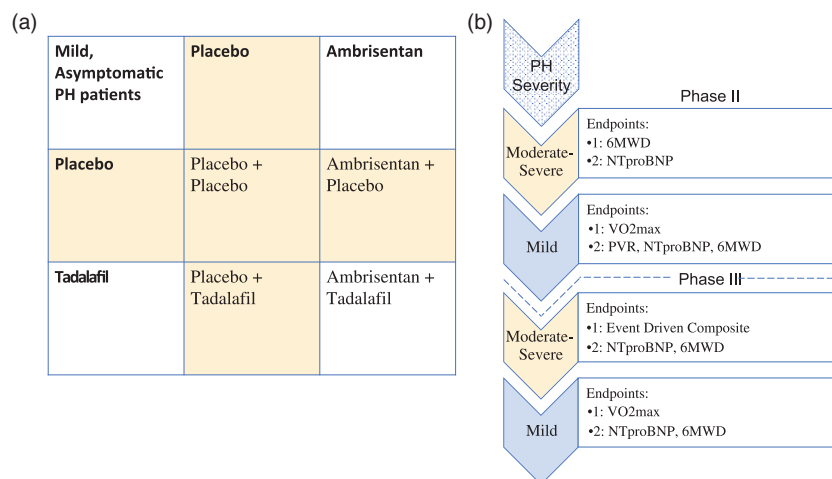 (a)
Mild,
Asymptomatic
PH patients
Placebo
Ambrisentan
Placebo
Placebo +
Placebo
Ambrisentan +
Placebo
Tadalafil
Placebo +
Tadalafil
Ambrisentan +
Tadalafil
(b)
PH
Severity
Phase II
Moderate-
Severe
Endpoints:
•1: 6MWD
•2: NTproBNP
Mild
Endpoints:
•1: VO2max
•2: PVR, NTproBNP, 6MWD
Phase III
Moderate-
Severe
Endpoints:
•1: Event Driven Composite
•2: NTproBNP, 6MWD
Mild
Endpoints:
•1: VO2max
•2: NTproBNP, 6MWD